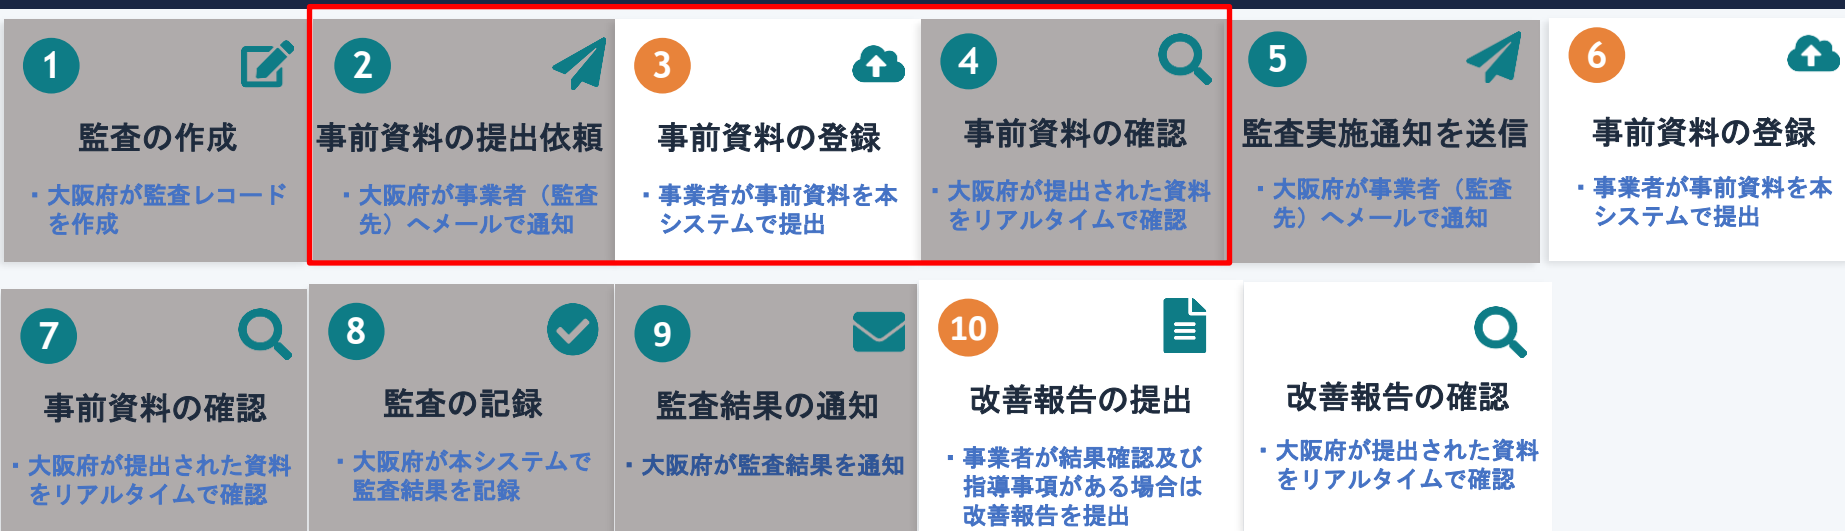 1
監査の作成
・大阪府が監査レコード
を作成
2
事前資料の提出依頼
・大阪府が事業者（監査
先）へメールで通知
3
事前資料の登録
・事業者が事前資料を本
システムで提出
4
事前資料の確認
・大阪府が提出された資料
をリアルタイムで確認
5
監査実施通知を送信
・大阪府が事業者（監査
先）へメールで通知
6
事前資料の登録
・事業者が事前資料を本
システムで提出
7
事前資料の確認
・大阪府が提出された資料
をリアルタイムで確認
8
監査の記録
・大阪府が本システムで
監査結果を記録
9
監査結果の通知
・大阪府が監査結果を通知
10
改善報告の提出
・事業者が結果確認及び
指導事項がある場合は
改善報告を提出
改善報告の確認
・大阪府が提出された資料
をリアルタイムで確認